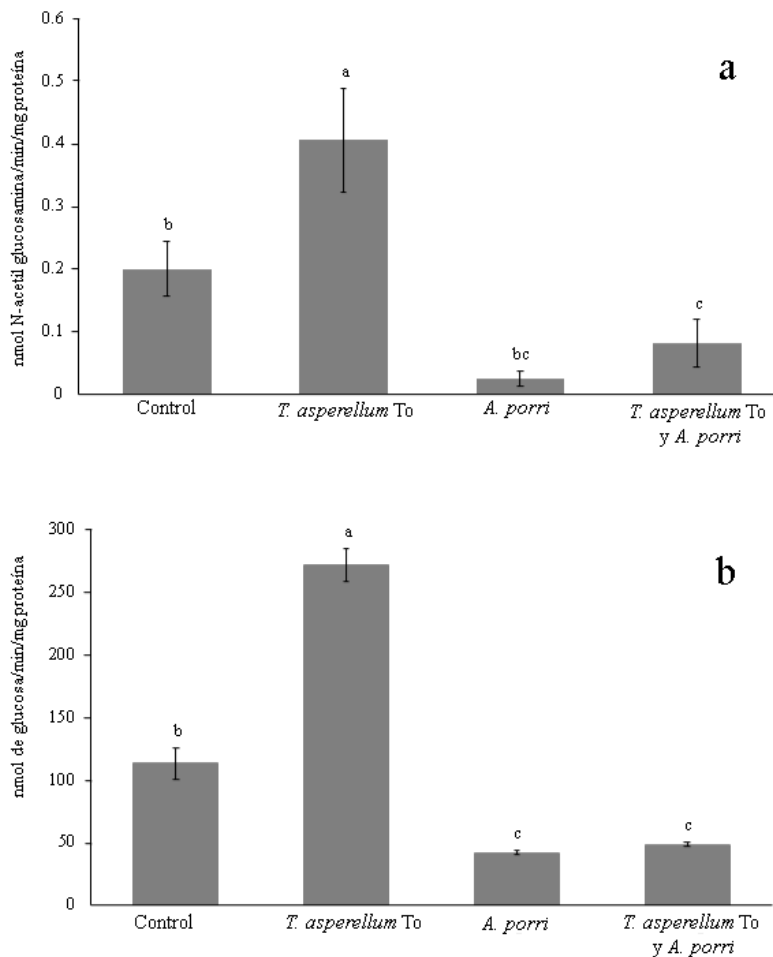 0.6
a
a
0.5
0.4
0.3
b
0.2
c
0.1
bc
0
nmol N-acetil glucosamina/min/mg proteína
Control
T. asperellum To
A. porri
T. asperellum To
y A. porri
300
a
b
250
200
150
b
100
50
c
c
0
nmol de glucosa/min/mg proteína
Control
T. asperellum To
A. porri
T. asperellum To
y A. porri